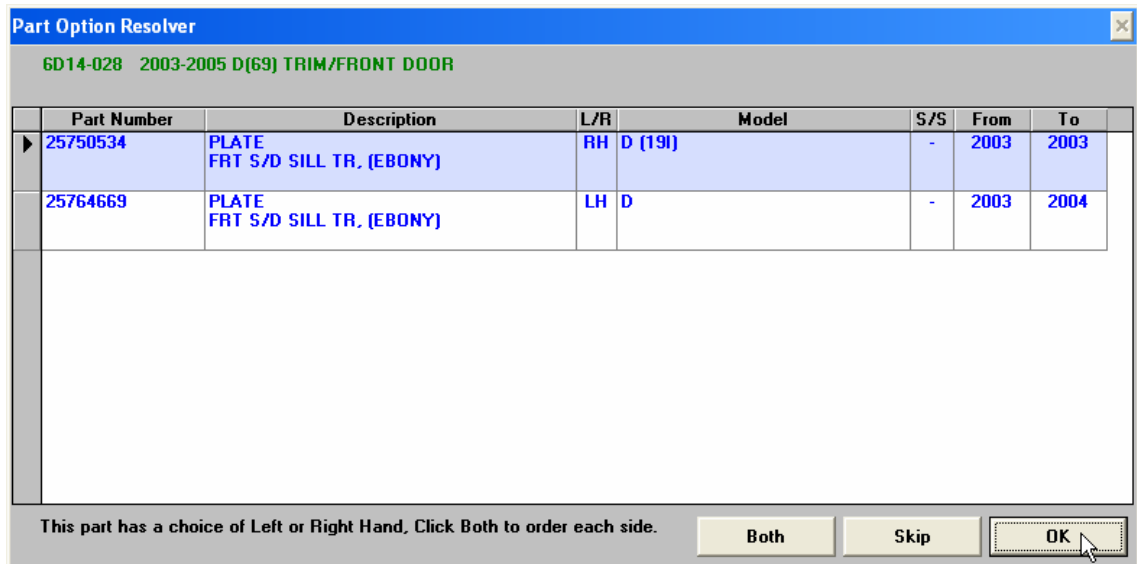 Part Option Resolver
6D14-028 2003-2005 D(69) TRIM/FRONT DOOR
Part Number Description L/R Model S/S From To
25750534 PLATE RH D (19I) - 2003 2003
FRT S/D SILL TR, (EBONY)
25764669 PLATE LH D - 2003 2004
FRT S/D SILL TR, (EBONY)
This part has a choice of Left or Right Hand, Click Both to order each side.
Both Skip OK